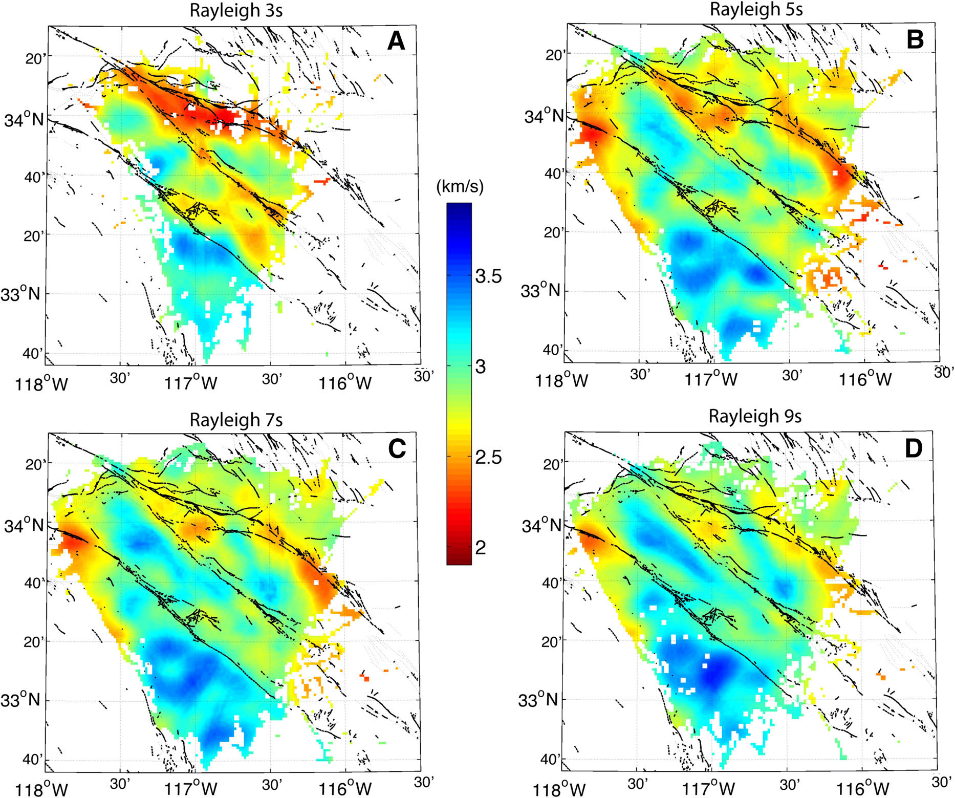 Rayleigh 3s
Rayleigh 5s
A
B
20'
34°N
40'
20'
33°N
40'
118°W 30' 117°W 30' 116°W 30'
20'
34°N
40'
20'
33°N
40'
118°W 30' 117°W 30' 116°W 30'
(km/s)
3.5
3
2.5
2
Rayleigh 7s
Rayleigh 9s
C
D
20'
34°N
40'
20'
33°N
40'
118°W 30' 117°W 30' 116°W 30'
20'
34°N
40'
20'
33°N
40'
118°W 30' 117°W 30' 116°W 30'